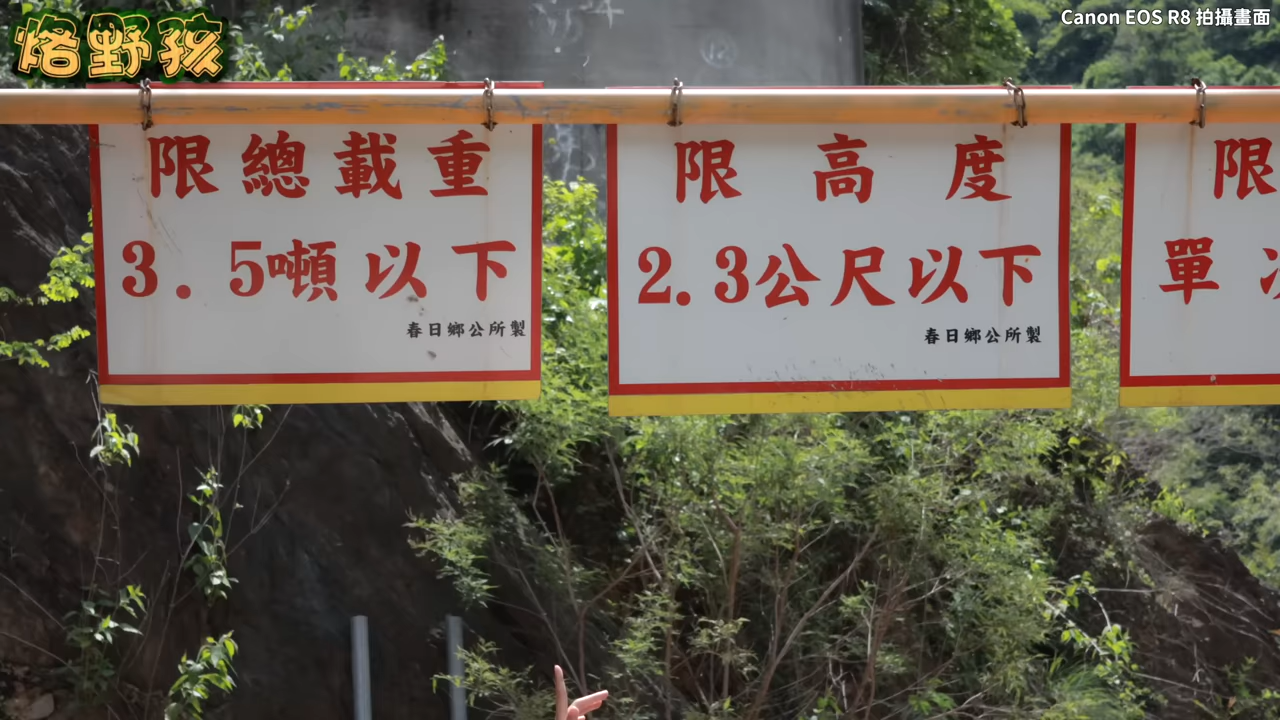 烙野孩
Canon EOS R8 拍攝畫面
限總載重
3.5噸以下
春日鄉公所製
限高度
2.3公尺以下
春日鄉公所製
限
單次